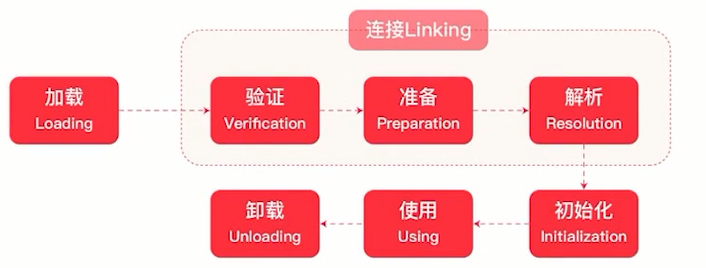 连接Linking
加载
Loading
验证
Verification
准备
Preparation
解析
Resolution
初始化
Initialization
使用
Using
卸载
Unloading